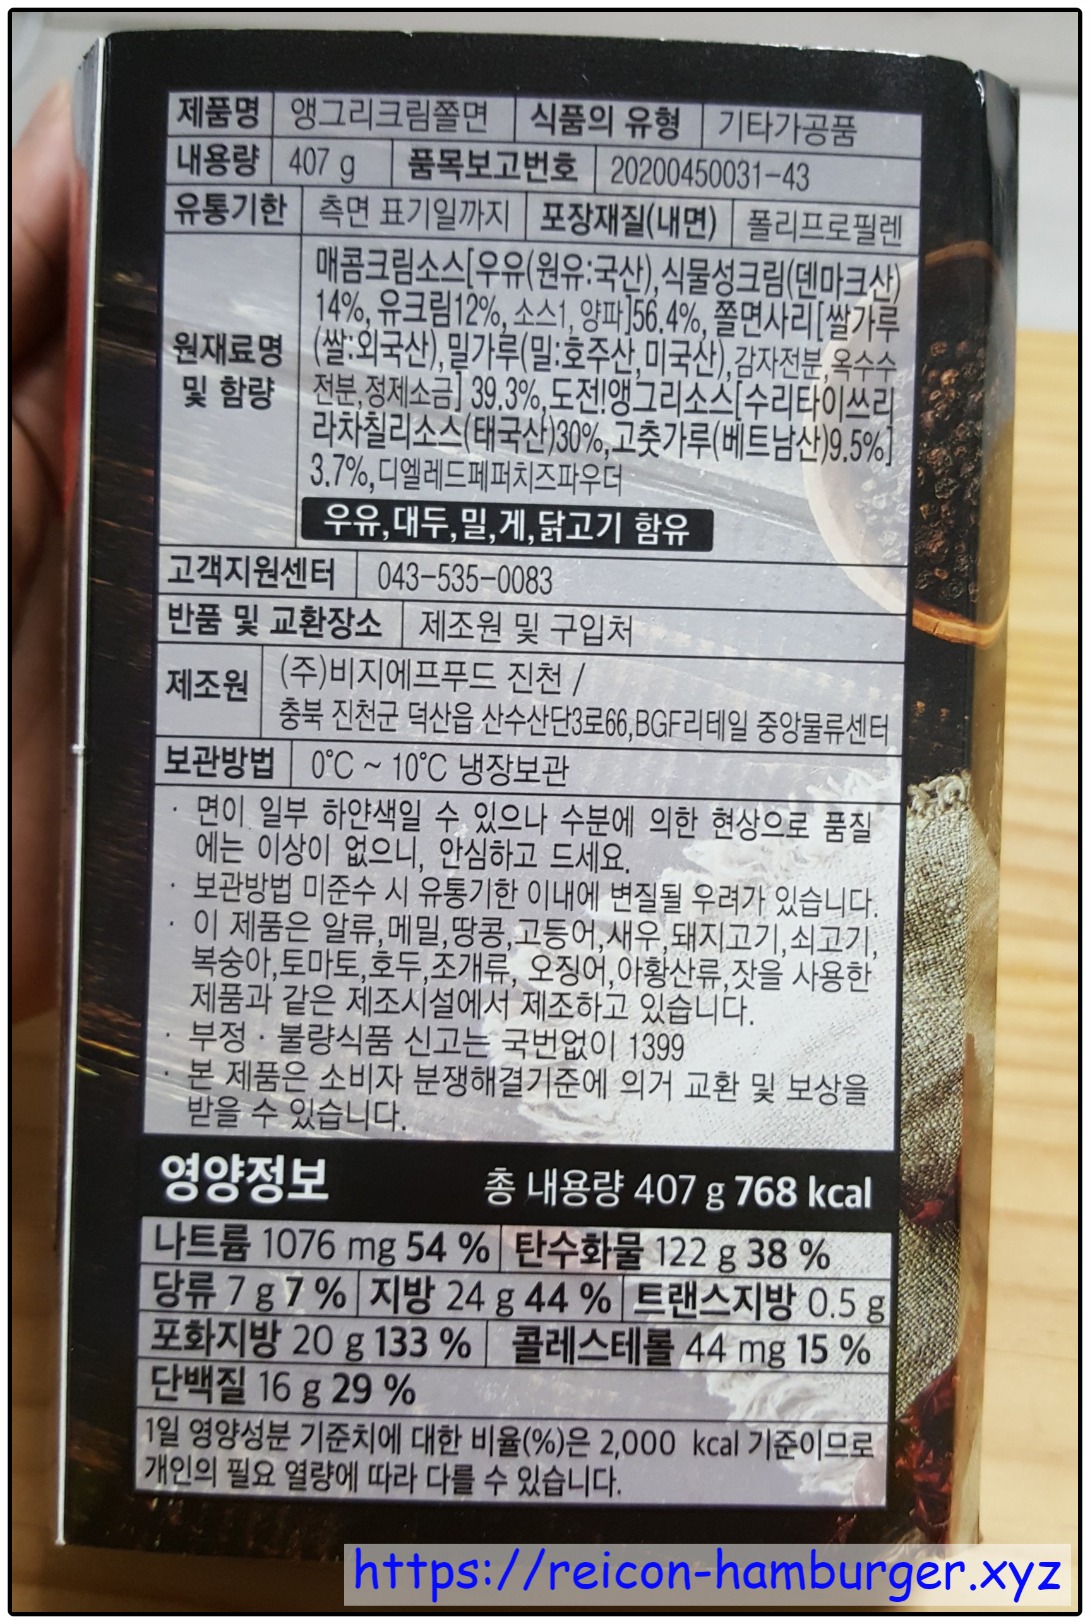 제품명 앵그리크림쫄면 식품의 유형 기타가공품
내용량 407 g 품목보고번호 20200450031-43
유통기한 측면 표기일까지 포장재질(내면) 폴리프로필렌
원재료명 및 함량
매콤크림소스[우유(원유:국산),식물성크림(덴마크산)
14%, 유크림12%, 소스1, 양파]56.4%, 쫄면사리[쌀가루
(쌀:외국산),밀가루(밀:호주산,미국산),감자전분,옥수수
전분,정제소금] 39.3%,도전!앵그리소스[수리타이쓰리
라차칠리소스(태국산)30%,고춧가루(베트남산)9.5%]
3.7%,디엘레드페퍼치즈파우더
우유,대두,밀,게,닭고기 함유
고객지원센터 043-535-0083
반품 및 교환장소 제조원 및 구입처
제조원 (주)비지에프푸드 진천 /
충북 진천군 덕산읍 산수산단3로66,BGF리테일 중앙물류센터
보관방법 0℃ ~ 10℃ 냉장보관
· 면이 일부 하얀색일 수 있으나 수분에 의한 현상으로 품질
에는 이상이 없으니, 안심하고 드세요.
· 보관방법 미준수 시 유통기한 이내에 변질될 우려가 있습니다.
· 이 제품은 알류,메밀,땅콩,고등어,새우,돼지고기,쇠고기,
복숭아,토마토,호두,조개류, 오징어,아황산류,잣을 사용한
제품과 같은 제조시설에서 제조하고 있습니다.
· 부정 · 불량식품 신고는 국번없이 1399
· 본 제품은 소비자 분쟁해결기준에 의거 교환 및 보상을
받을 수 있습니다.
영양정보 총 내용량 407 g 768 kcal
나트륨 1076 mg 54 % 탄수화물 122 g 38 %
당류 7 g 7 % 지방 24 g 44 % 트랜스지방 0.5 g
포화지방 20 g 133 % 콜레스테롤 44 mg 15 %
단백질 16 g 29 %
1일 영양성분 기준치에 대한 비율(%)은 2,000 kcal 기준이므로
개인의 필요 열량에 따라 다를 수 있습니다.
https://reicon-hamburger.xyz